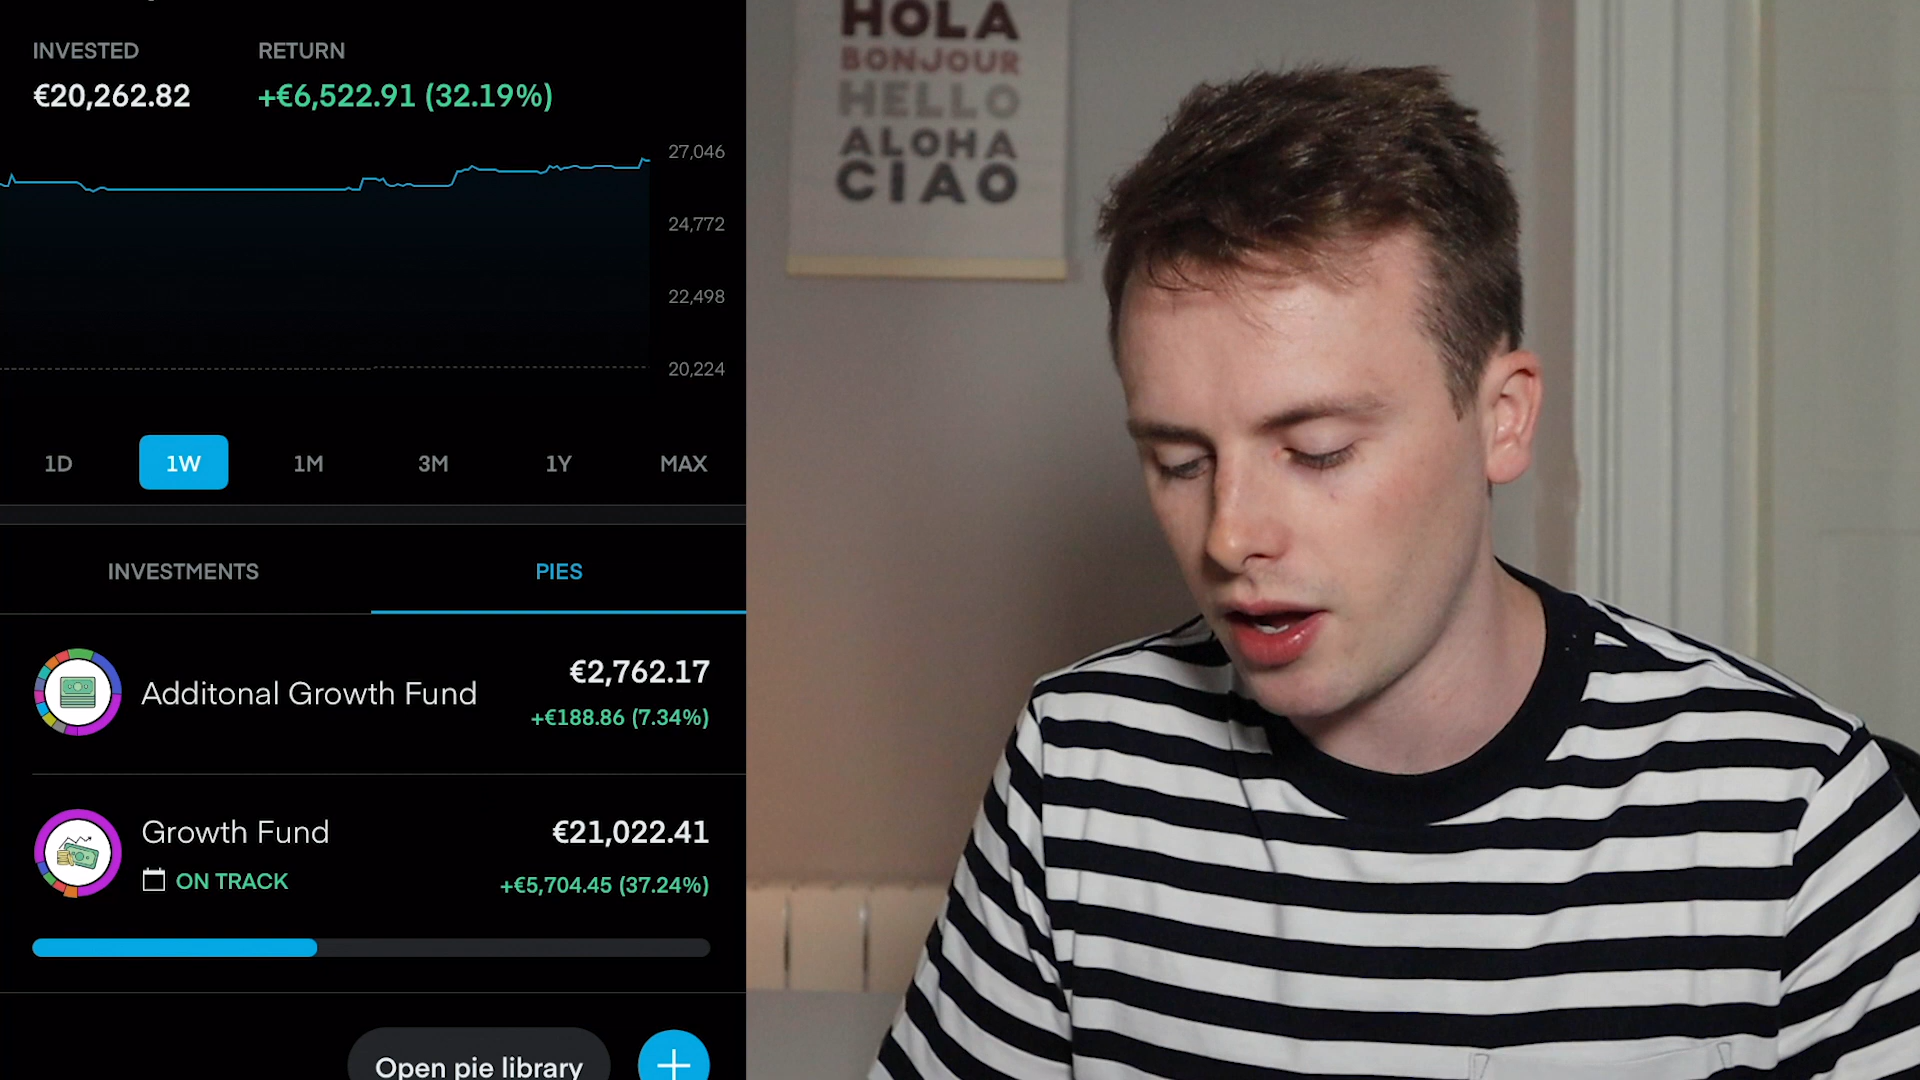 INVESTED RETURN
€20,262.82 +€6,522.91 (32.19%)
27,046
24,772
22,498
20,224
1D 1W 1M 3M 1Y MAX
INVESTMENTS PIES
Additonal Growth Fund
€2,762.17
+€188.86 (7.34%)
Growth Fund
€21,022.41
ON TRACK
+€5,704.45 (37.24%)
Open pie library
HOLA
BONJOUR
HELLO
ALOHA
CIAO